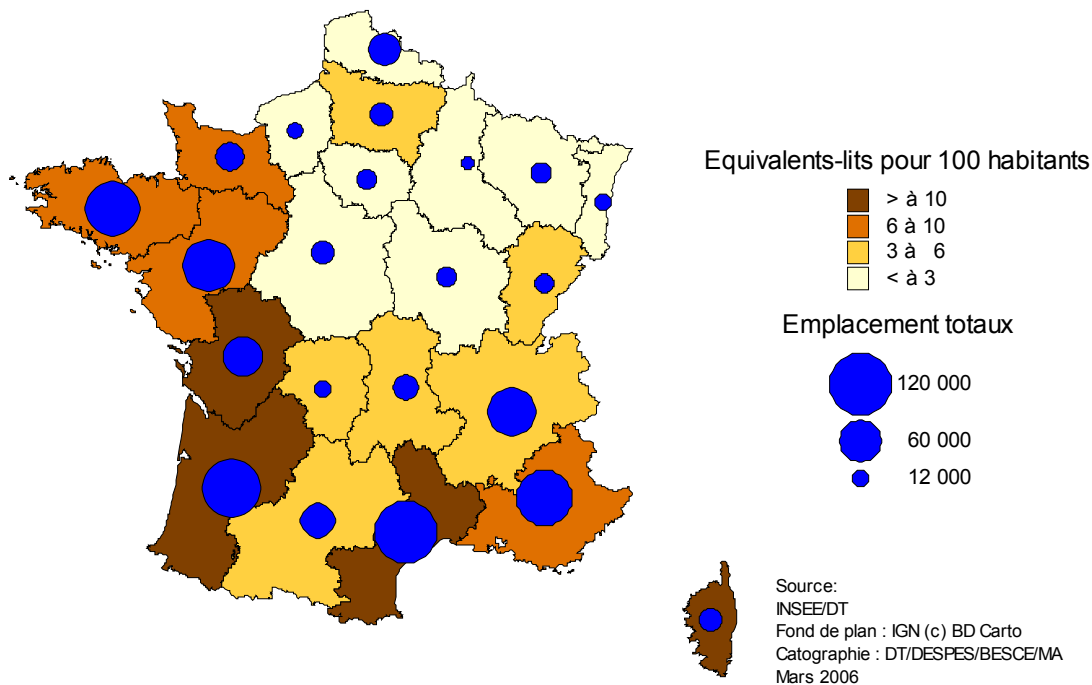 Equivalents-lits pour 100 habitants
> à 10
6 à 10
3 à 6
< à 3
Emplacement totaux
120 000
60 000
12 000
Source:
INSEE/DT
Fond de plan : IGN (c) BD Carto
Catographie : DT/DESPES/BESCE/MA
Mars 2006